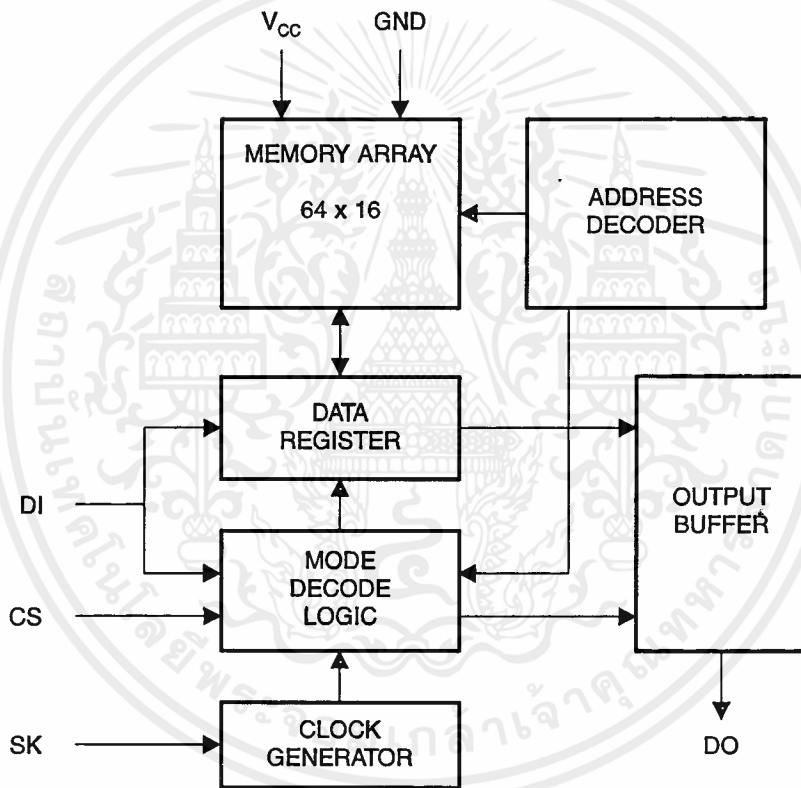 VCC GND
MEMORY ARRAY
64 x 16
ADDRESS
DECODER
DATA
REGISTER
DI
OUTPUT
BUFFER
MODE
DECODE
LOGIC
CS
CLOCK
GENERATOR
SK
DO